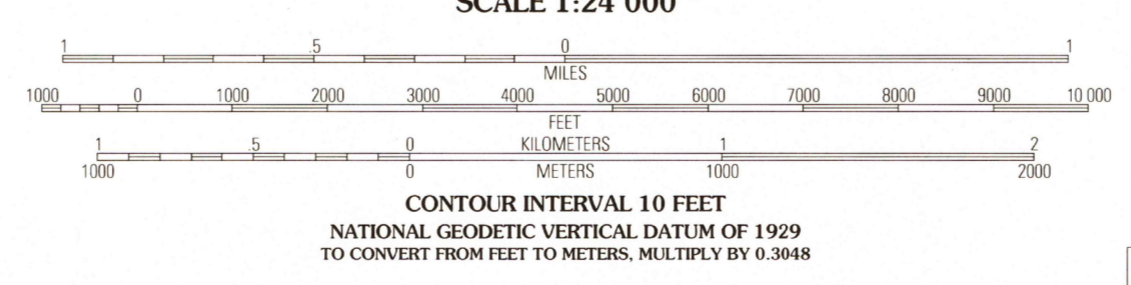 SCALE 1:24 000
1 .5 0 1
MILES
1000 0 1000 2000 3000 4000 5000 6000 7000 8000 9000 10 000
FEET
1 .5 0 KILOMETERS 1 2
1000 0 METERS 1000 2000
CONTOUR INTERVAL 10 FEET
NATIONAL GEODETIC VERTICAL DATUM OF 1929
TO CONVERT FROM FEET TO METERS, MULTIPLY BY 0.3048